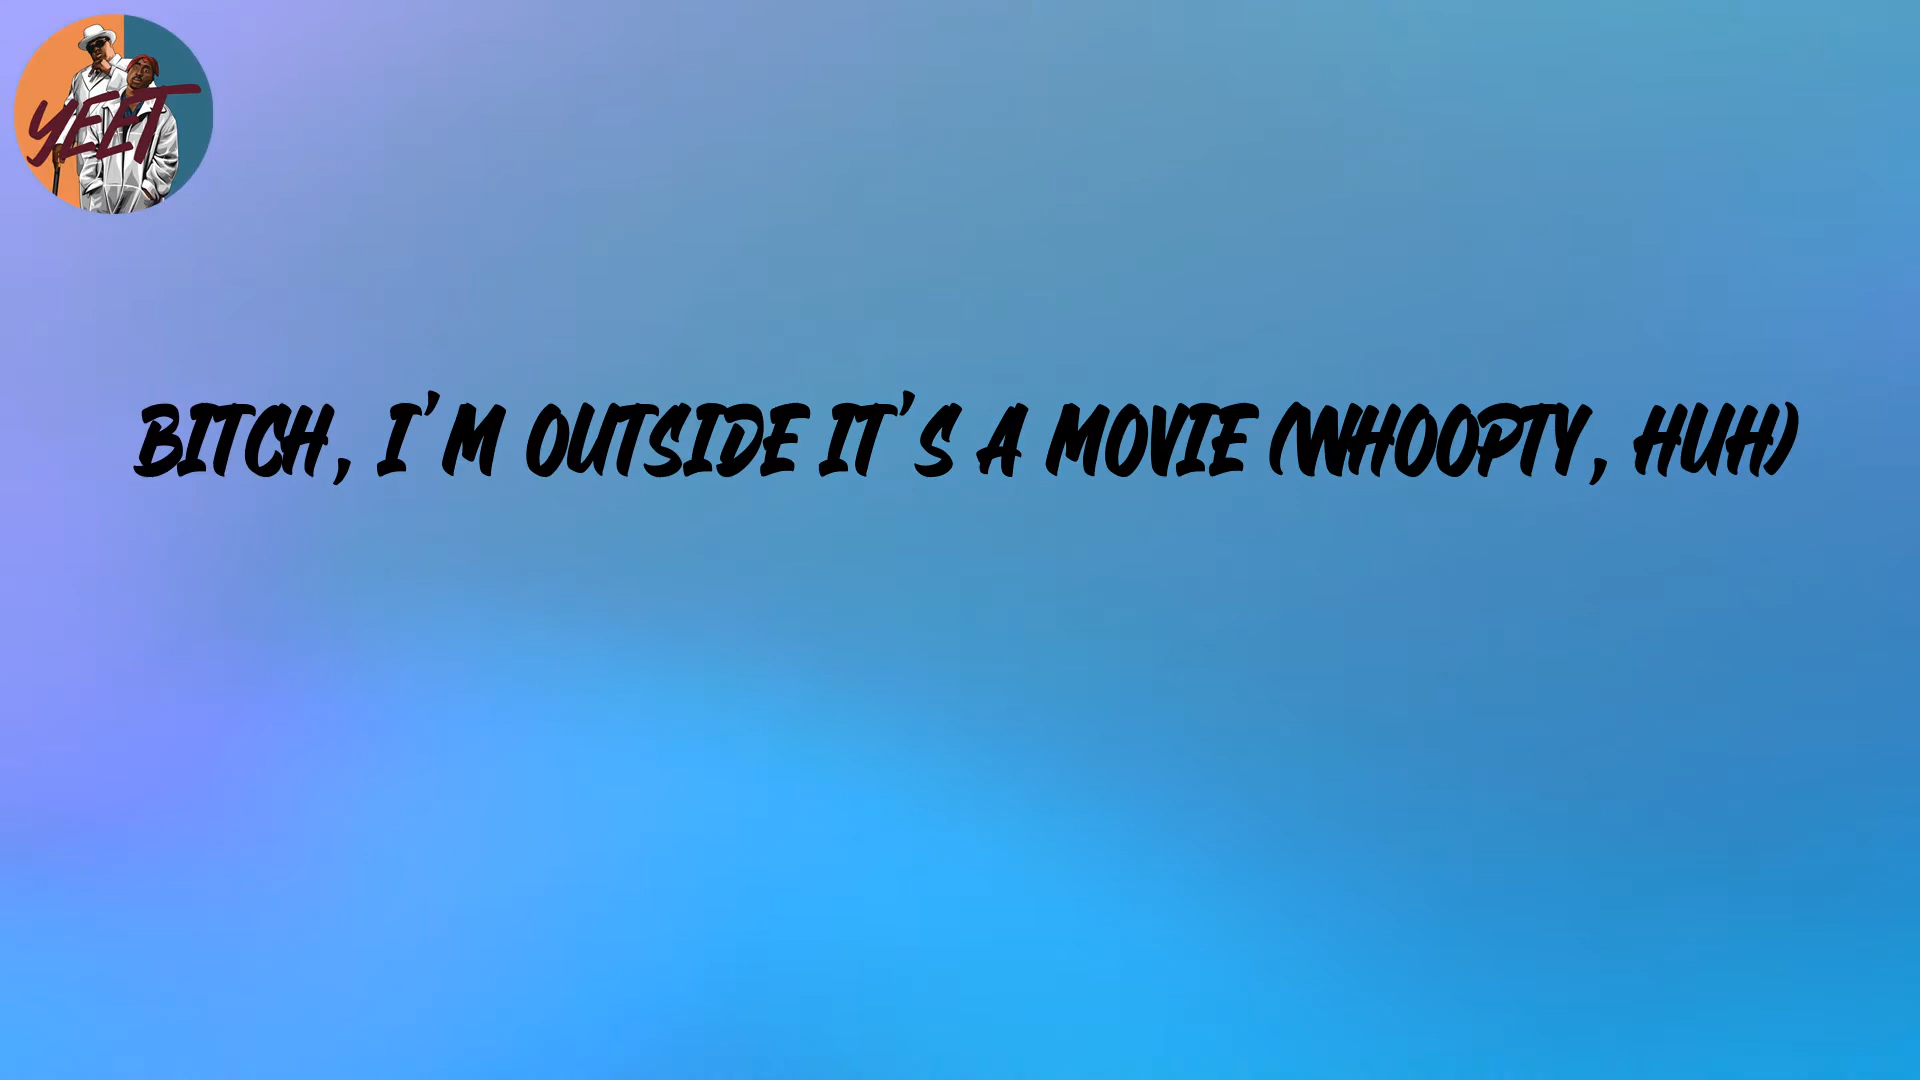 YEET
BITCH, I'M OUTSIDE IT'S A MOVIE (WHOOPTY, HUH)